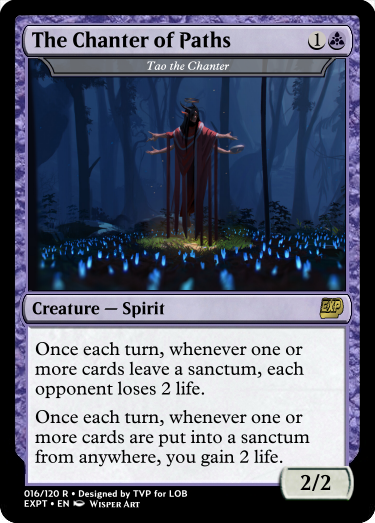 The Chanter of Paths 1
Tao the Chanter
Creature — Spirit EXP
Once each turn, whenever one or
more cards leave a sanctum, each
opponent loses 2 life.
Once each turn, whenever one or
more cards are put into a sanctum
from anywhere, you gain 2 life.
2/2
016/120 R • Designed by TVP for LOB
EXPT • EN Wisper Art